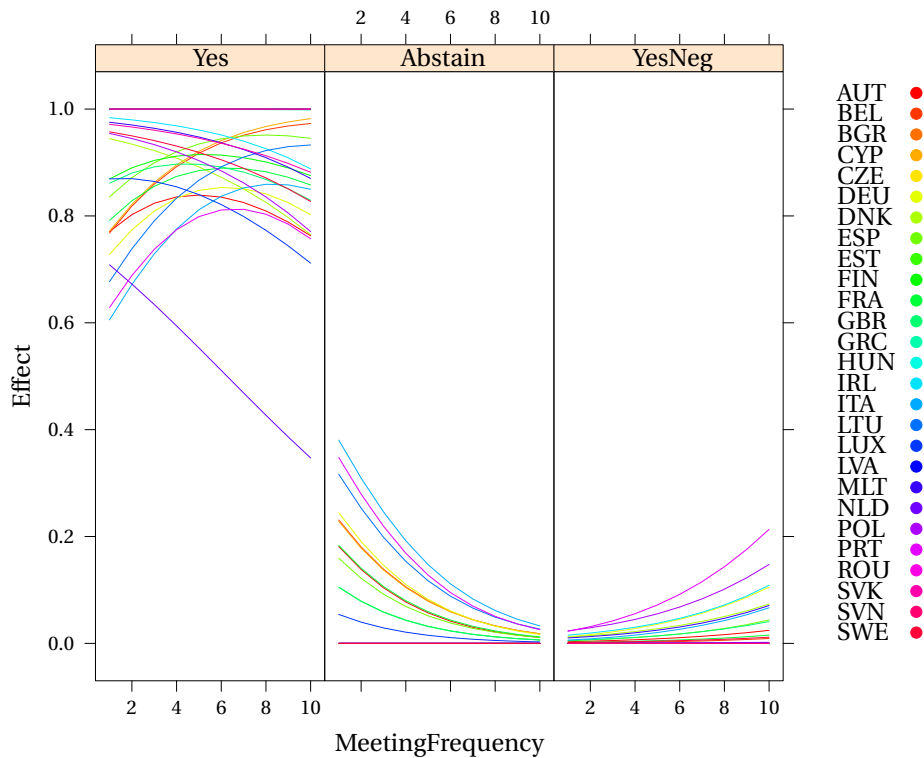 2 4 6 8 10
Yes Abstain YesNeg
1.0
0.8
0.6
0.4
0.2
0.0
Effect
2 4 6 8 10
2 4 6 8 10
MeetingFrequency
AUT
BEL
BGR
CYP
CZE
DEU
DNK
ESP
EST
FIN
FRA
GBR
GRC
HUN
IRL
ITA
LTU
LUX
LVA
MLT
NLD
POL
PRT
ROU
SVK
SVN
SWE